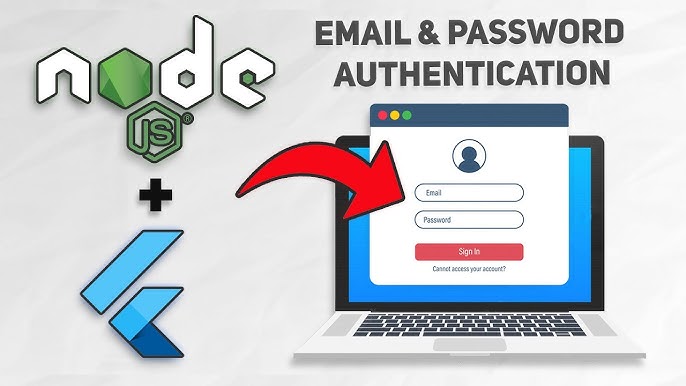 node
JS®
+
EMAIL & PASSWORD
AUTHENTICATION
Email
Password
Sign In
Cannot access your account?